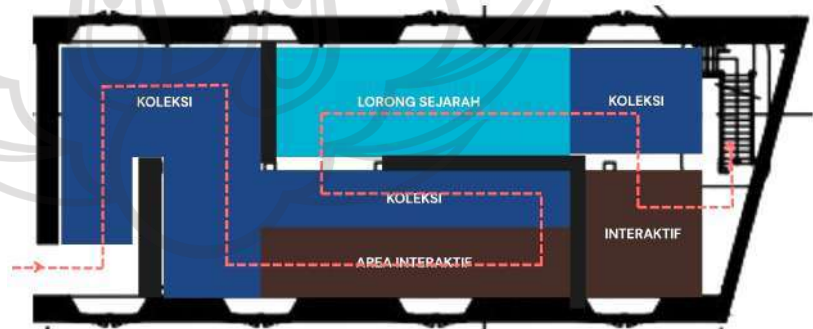 KOLEKSI
LORONG SEJARAH
KOLEKSI
KOLEKSI
INTERAKTIF
AREA INTERAKTIF